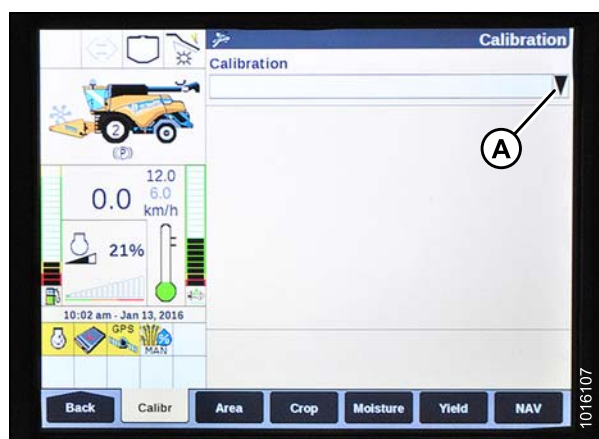 Calibration
Calibration
A
2
(P)
12.0
0.0 6.0
km/h
F
21%
10:02 am - Jan 13, 2016
GPS
MAN
Back Calibr Area Crop Moisture Yield NAV
1016107